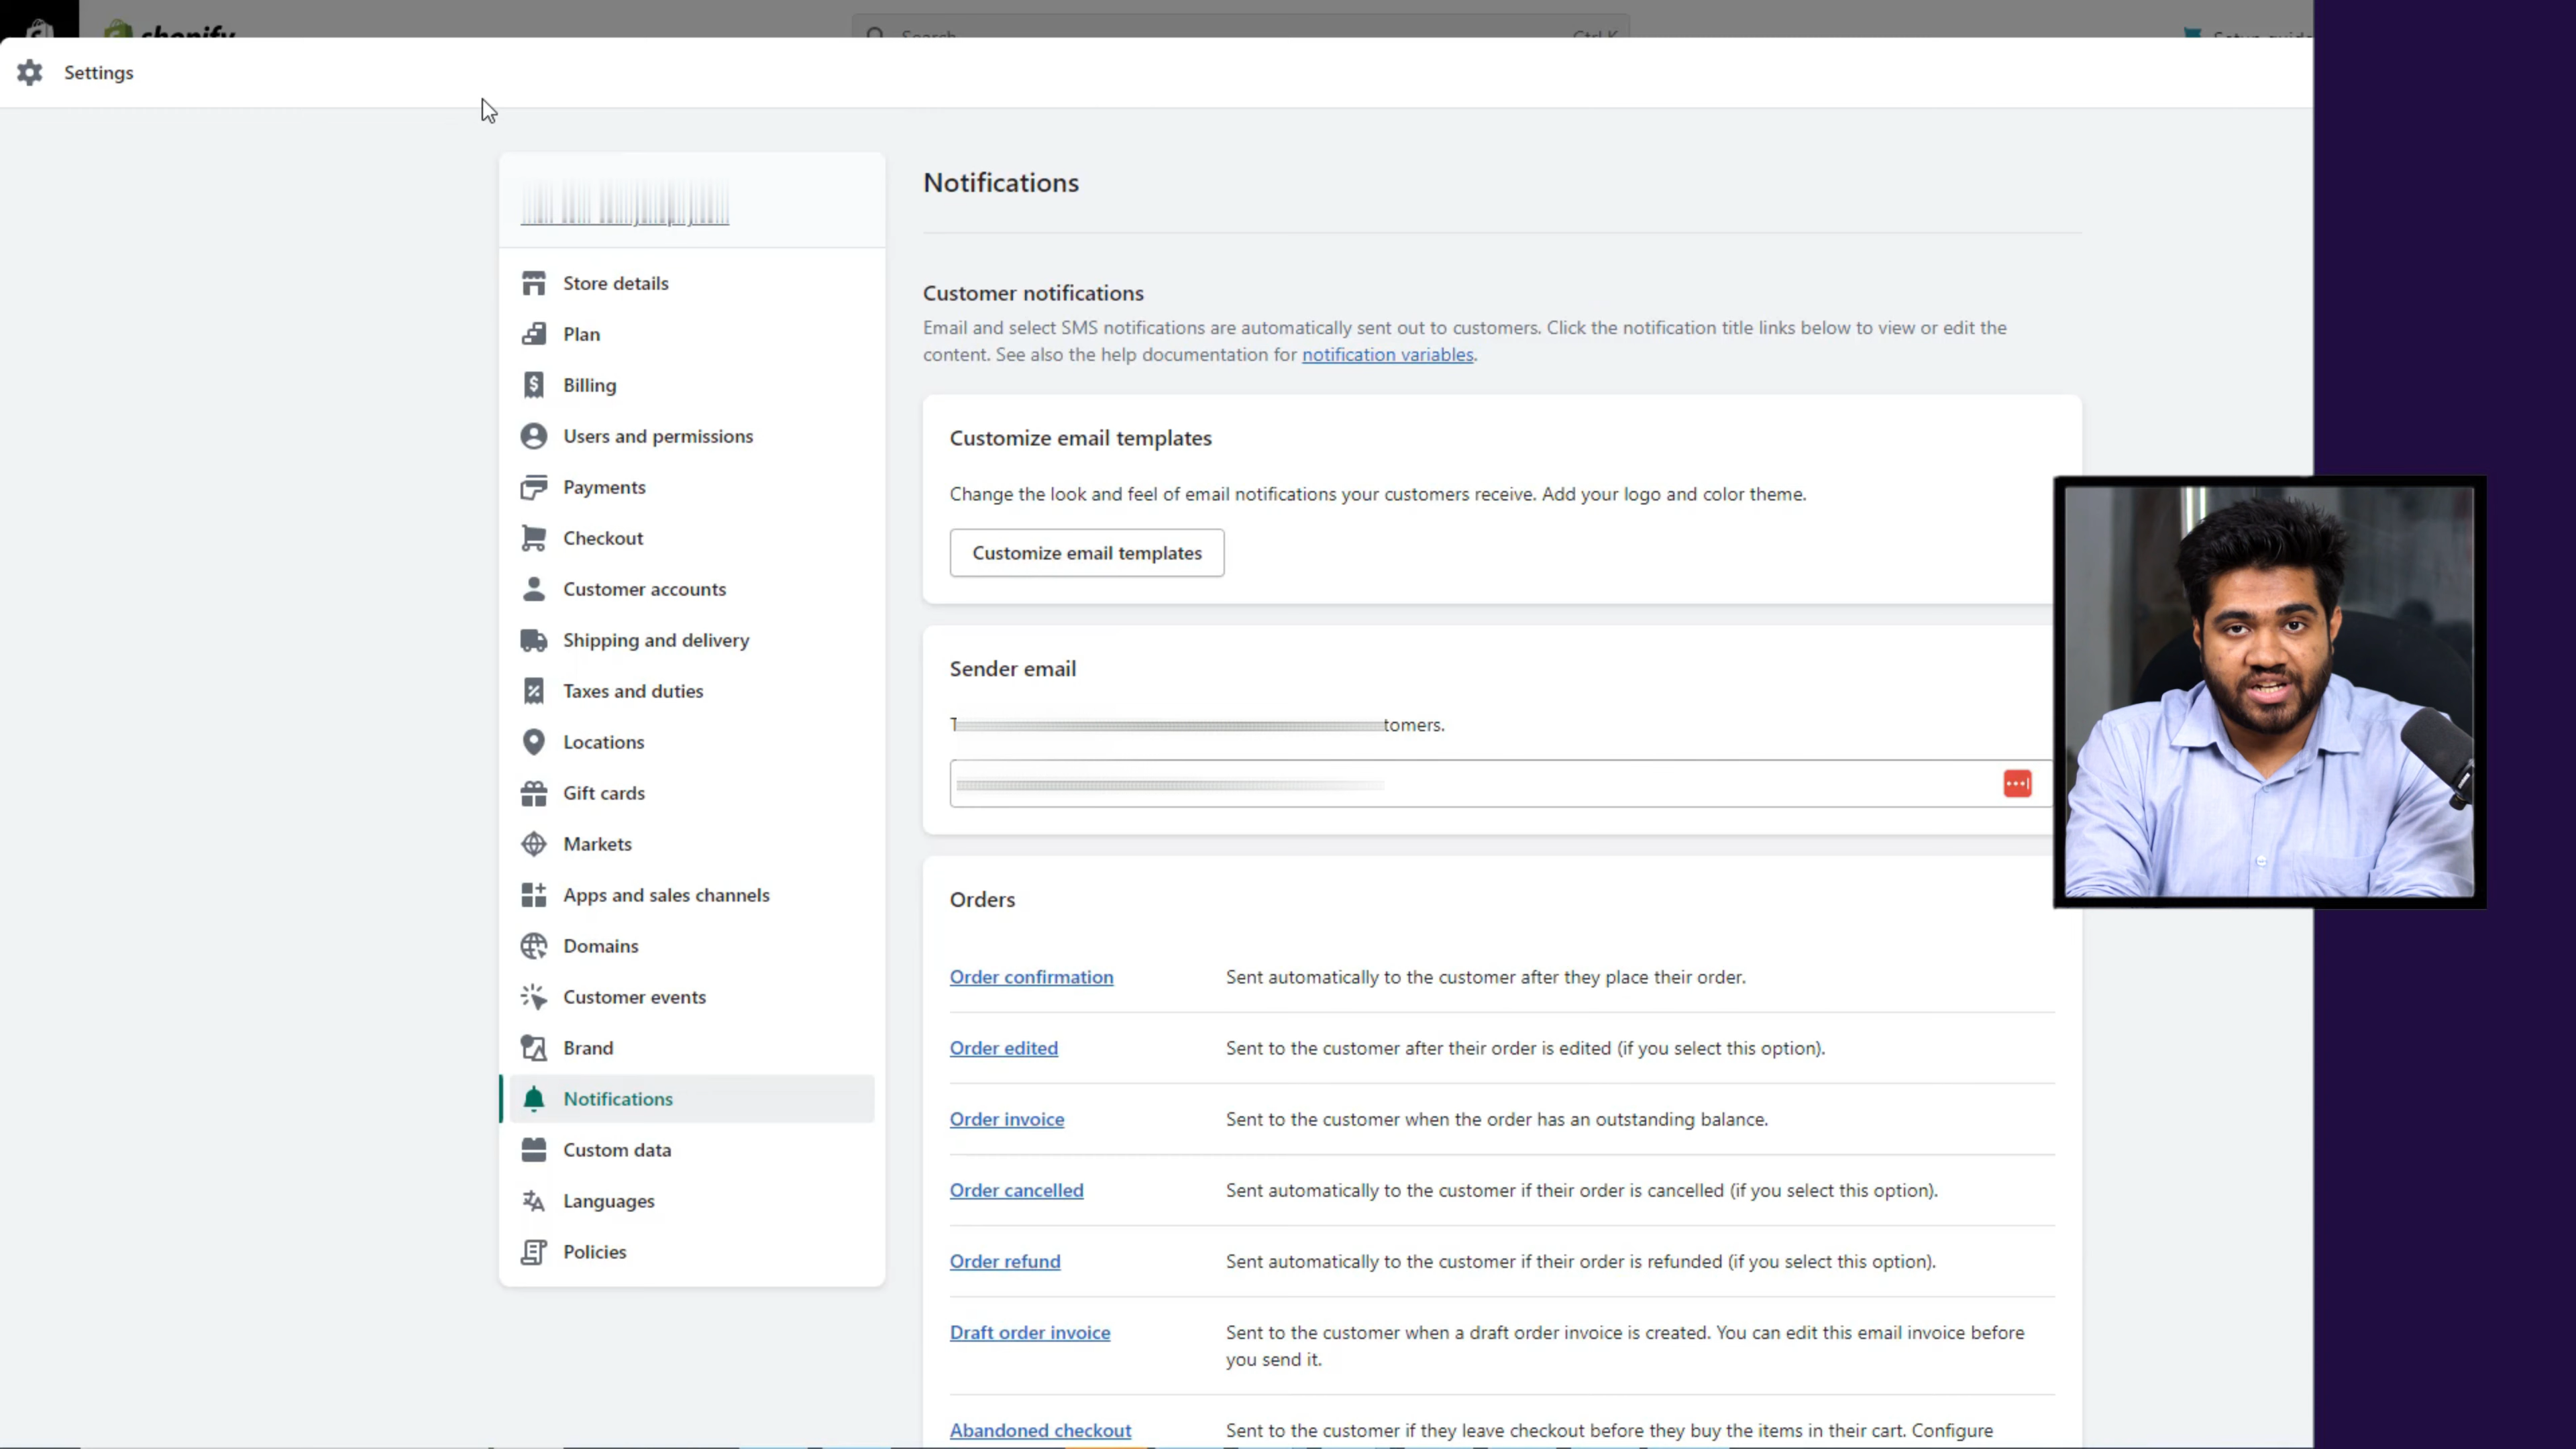 shopify
Search
Ctrl K
Setup guide
Settings
Notifications
Store details
Plan
Billing
Users and permissions
Payments
Checkout
Customer accounts
Shipping and delivery
Taxes and duties
Locations
Gift cards
Markets
Apps and sales channels
Domains
Customer events
Brand
Notifications
Custom data
Languages
Policies
Customer notifications
Email and select SMS notifications are automatically sent out to customers. Click the notification title links below to view or edit the
content. See also the help documentation for notification variables.
Customize email templates
Change the look and feel of email notifications your customers receive. Add your logo and color theme.
Customize email templates
Sender email
tomers.
Orders
Order confirmation Sent automatically to the customer after they place their order.
Order edited Sent to the customer after their order is edited (if you select this option).
Order invoice Sent to the customer when the order has an outstanding balance.
Order cancelled Sent automatically to the customer if their order is cancelled (if you select this option).
Order refund Sent automatically to the customer if their order is refunded (if you select this option).
Draft order invoice Sent to the customer when a draft order invoice is created. You can edit this email invoice before
you send it.
Abandoned checkout Sent to the customer if they leave checkout before they buy the items in their cart. Configure